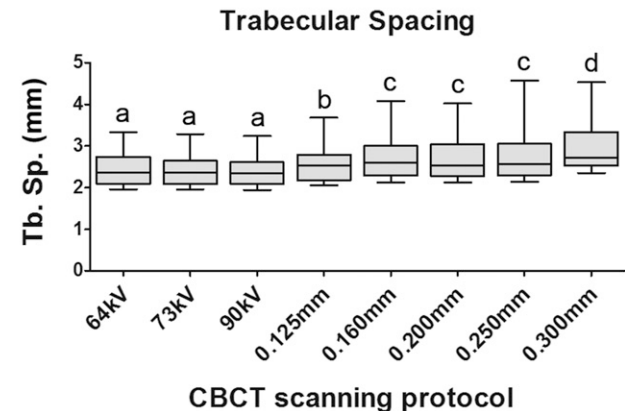 Trabecular Spacing
Tb. Sp. (mm)
5
4
3
2
1
0
a
a
a
b
c
c
c
d
64kV
73kV
90kV
0.125mm
0.160mm
0.200mm
0.250mm
0.300mm
CBCT scanning protocol